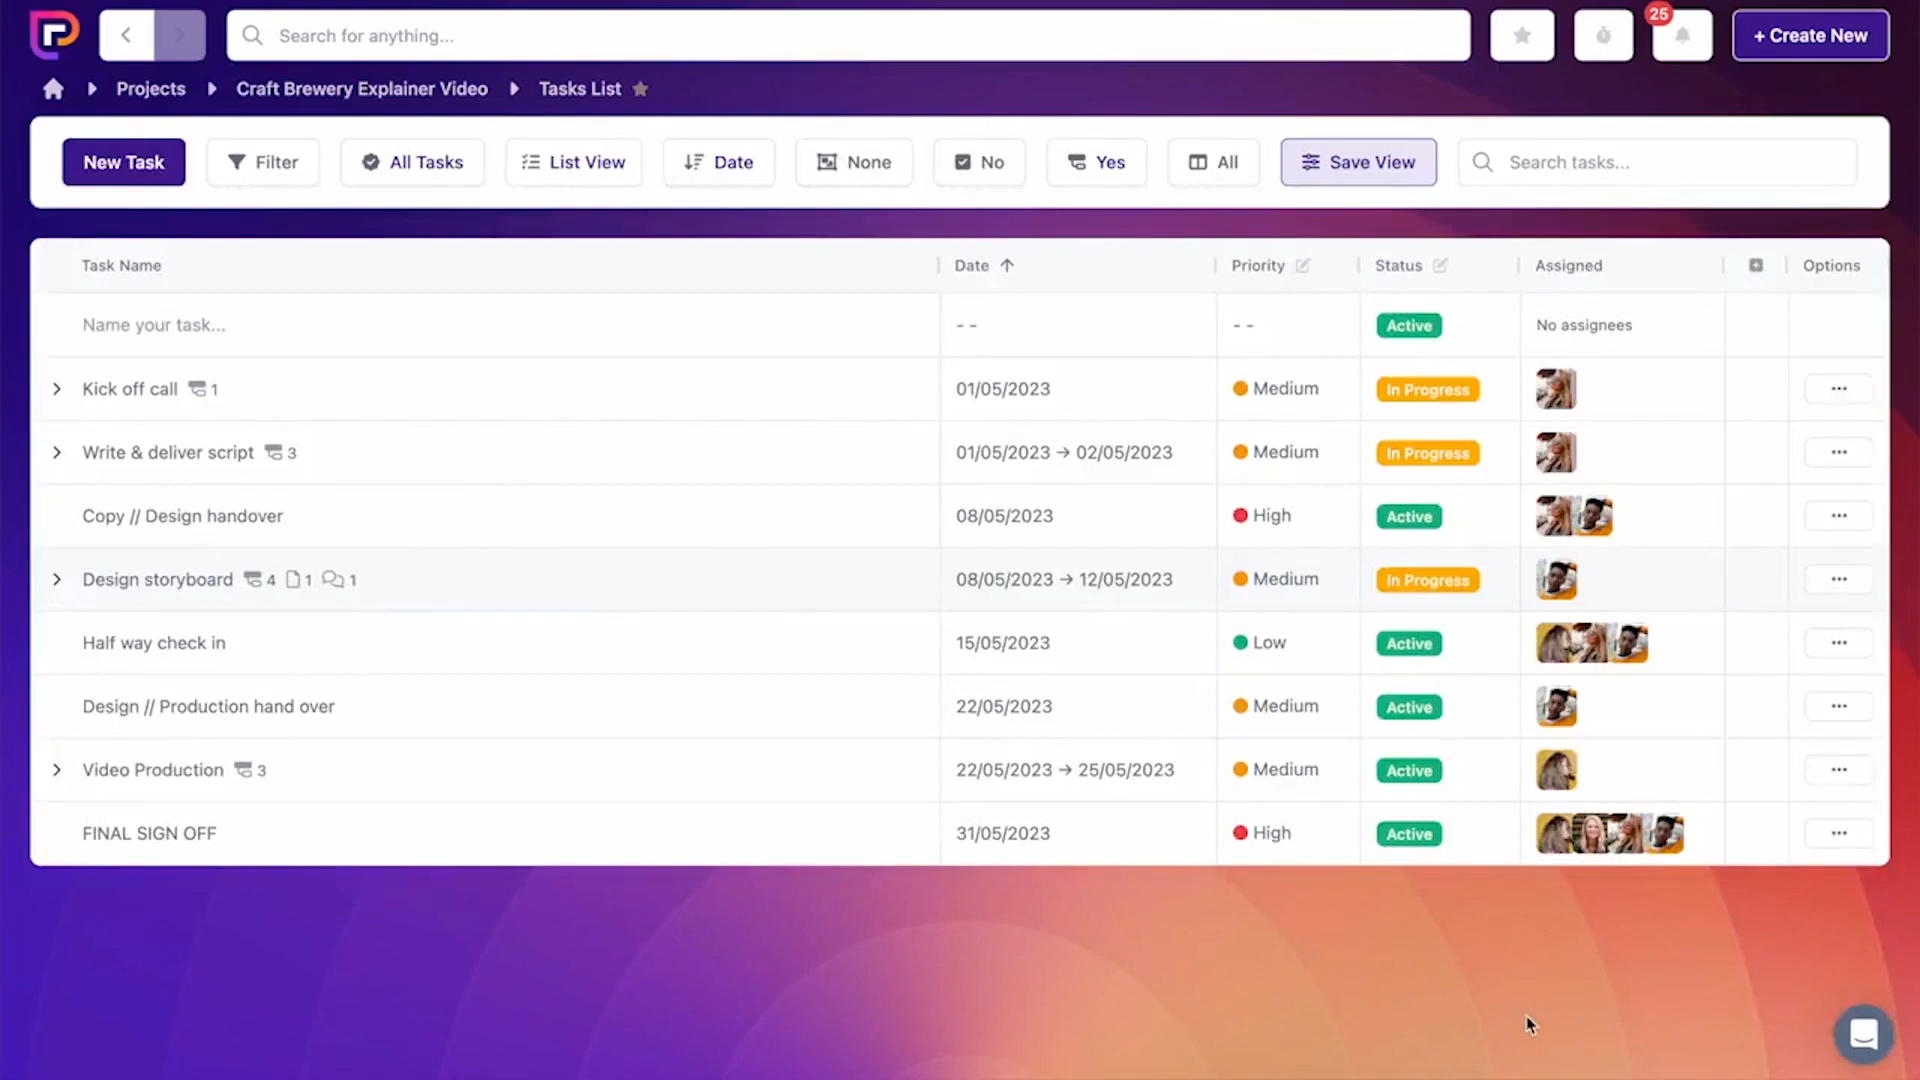 Search for anything...
25
+ Create New
Projects
Craft Brewery Explainer Video
Tasks List
New Task
Filter
All Tasks
List View
Date
None
No
Yes
All
Save View
Search tasks...
Task Name
Date
Priority
Status
Assigned
Options
Name your task...
- -
- -
Active
No assignees
Kick off call 1
01/05/2023
Medium
In Progress
Write & deliver script 3
01/05/2023 → 02/05/2023
Medium
In Progress
Copy // Design handover
08/05/2023
High
Active
Design storyboard 4 1 1
08/05/2023 → 12/05/2023
Medium
In Progress
Half way check in
15/05/2023
Low
Active
Design // Production hand over
22/05/2023
Medium
Active
Video Production 3
22/05/2023 → 25/05/2023
Medium
Active
FINAL SIGN OFF
31/05/2023
High
Active